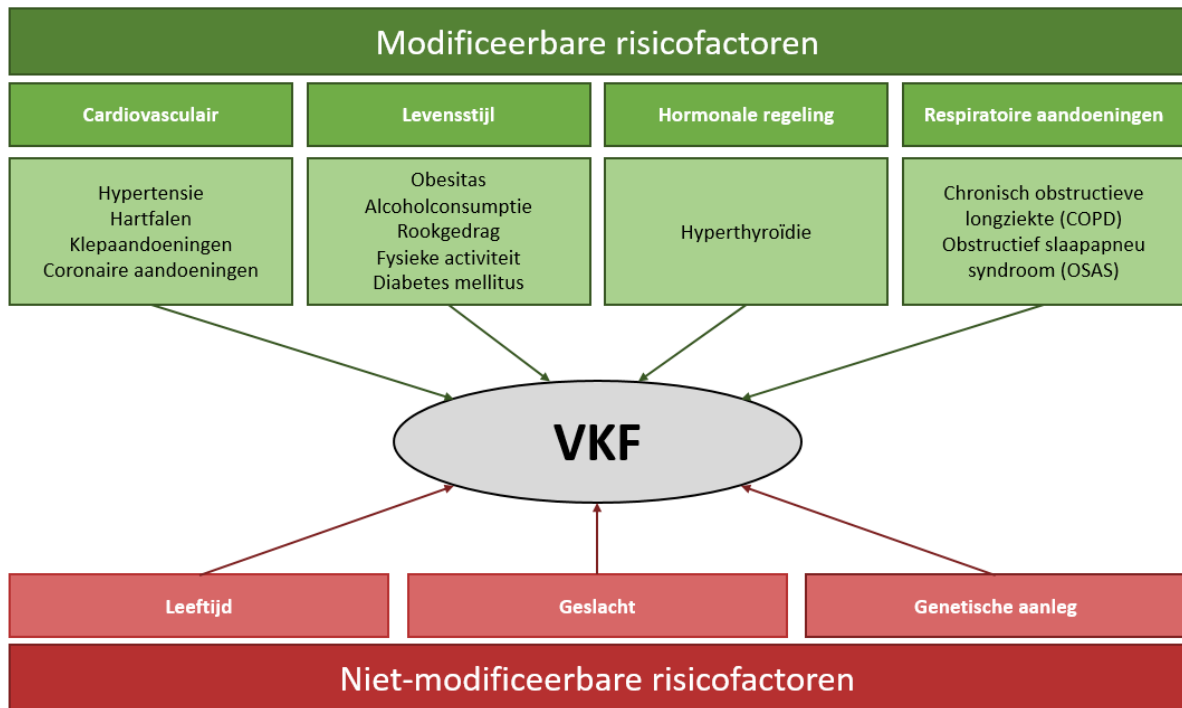 Modificeerbare risicofactoren
Cardiovasculair
Levensstijl
Hormonale regeling
Respiratoire aandoeningen
Hypertensie
Hartfalen
Klepaandoeningen
Coronaire aandoeningen
Obesitas
Alcoholconsumptie
Rookgedrag
Fysieke activiteit
Diabetes mellitus
Hyperthyroïdie
Chronisch obstructieve
longziekte (COPD)
Obstructief slaapapneu
syndroom (OSAS)
VKF
Leeftijd
Geslacht
Genetische aanleg
Niet-modificeerbare risicofactoren